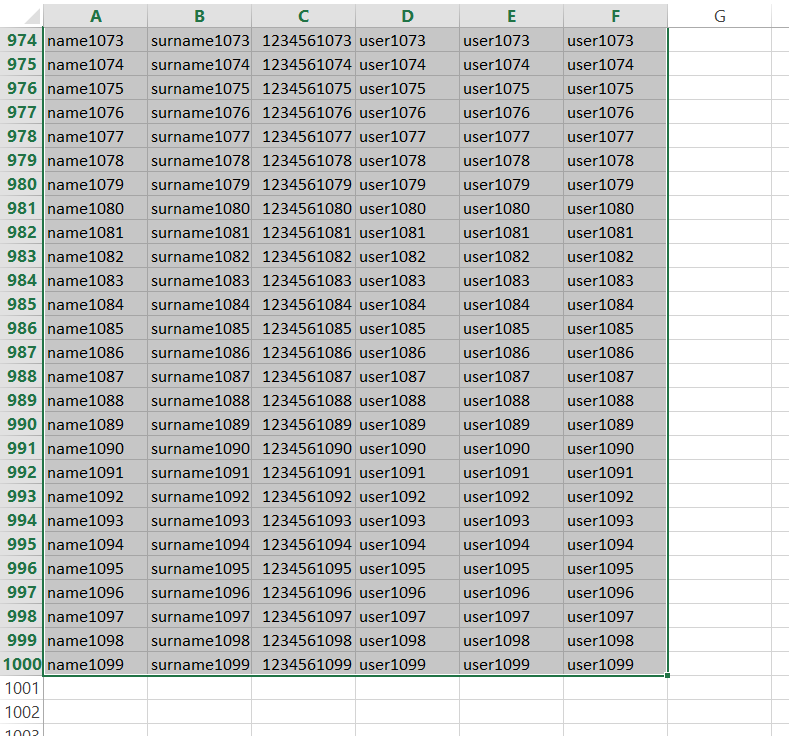 A B C D E F G
974 name1073 surname1073 1234561073 user1073 user1073 user1073
975 name1074 surname1074 1234561074 user1074 user1074 user1074
976 name1075 surname1075 1234561075 user1075 user1075 user1075
977 name1076 surname1076 1234561076 user1076 user1076 user1076
978 name1077 surname1077 1234561077 user1077 user1077 user1077
979 name1078 surname1078 1234561078 user1078 user1078 user1078
980 name1079 surname1079 1234561079 user1079 user1079 user1079
981 name1080 surname1080 1234561080 user1080 user1080 user1080
982 name1081 surname1081 1234561081 user1081 user1081 user1081
983 name1082 surname1082 1234561082 user1082 user1082 user1082
984 name1083 surname1083 1234561083 user1083 user1083 user1083
985 name1084 surname1084 1234561084 user1084 user1084 user1084
986 name1085 surname1085 1234561085 user1085 user1085 user1085
987 name1086 surname1086 1234561086 user1086 user1086 user1086
988 name1087 surname1087 1234561087 user1087 user1087 user1087
989 name1088 surname1088 1234561088 user1088 user1088 user1088
990 name1089 surname1089 1234561089 user1089 user1089 user1089
991 name1090 surname1090 1234561090 user1090 user1090 user1090
992 name1091 surname1091 1234561091 user1091 user1091 user1091
993 name1092 surname1092 1234561092 user1092 user1092 user1092
994 name1093 surname1093 1234561093 user1093 user1093 user1093
995 name1094 surname1094 1234561094 user1094 user1094 user1094
996 name1095 surname1095 1234561095 user1095 user1095 user1095
997 name1096 surname1096 1234561096 user1096 user1096 user1096
998 name1097 surname1097 1234561097 user1097 user1097 user1097
999 name1098 surname1098 1234561098 user1098 user1098 user1098
1000 name1099 surname1099 1234561099 user1099 user1099 user1099
1001
1002
1003